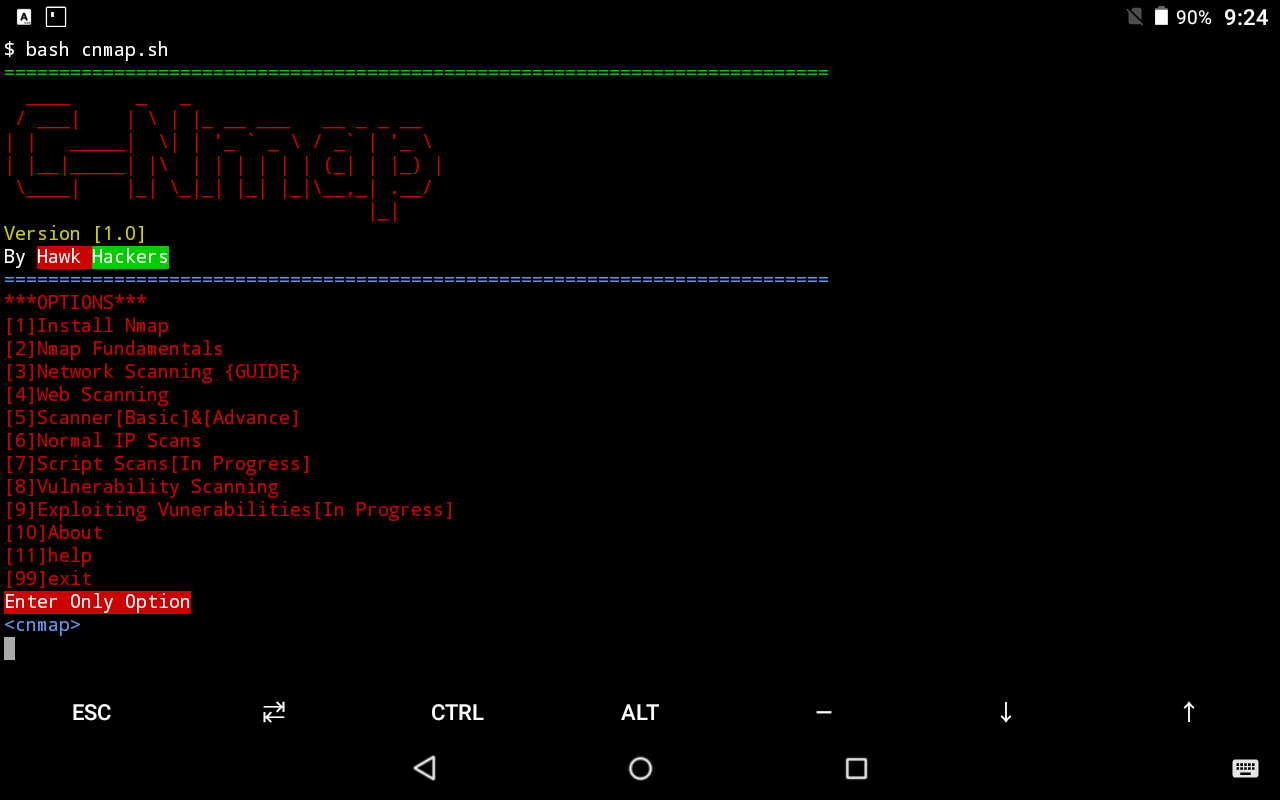 90% 9:24
$ bash cnmap.sh
C-Nmap
Version [1.0]
By Hawk Hackers
***OPTIONS***
[1]Install Nmap
[2]Nmap Fundamentals
[3]Network Scanning {GUIDE}
[4]Web Scanning
[5]Scanner[Basic]&[Advance]
[6]Normal IP Scans
[7]Script Scans[In Progress]
[8]Vulnerability Scanning
[9]Exploiting Vunerabilities[In Progress]
[10]About
[11]help
[99]exit
Enter Only Option
<cnmap>
ESC CTRL ALT